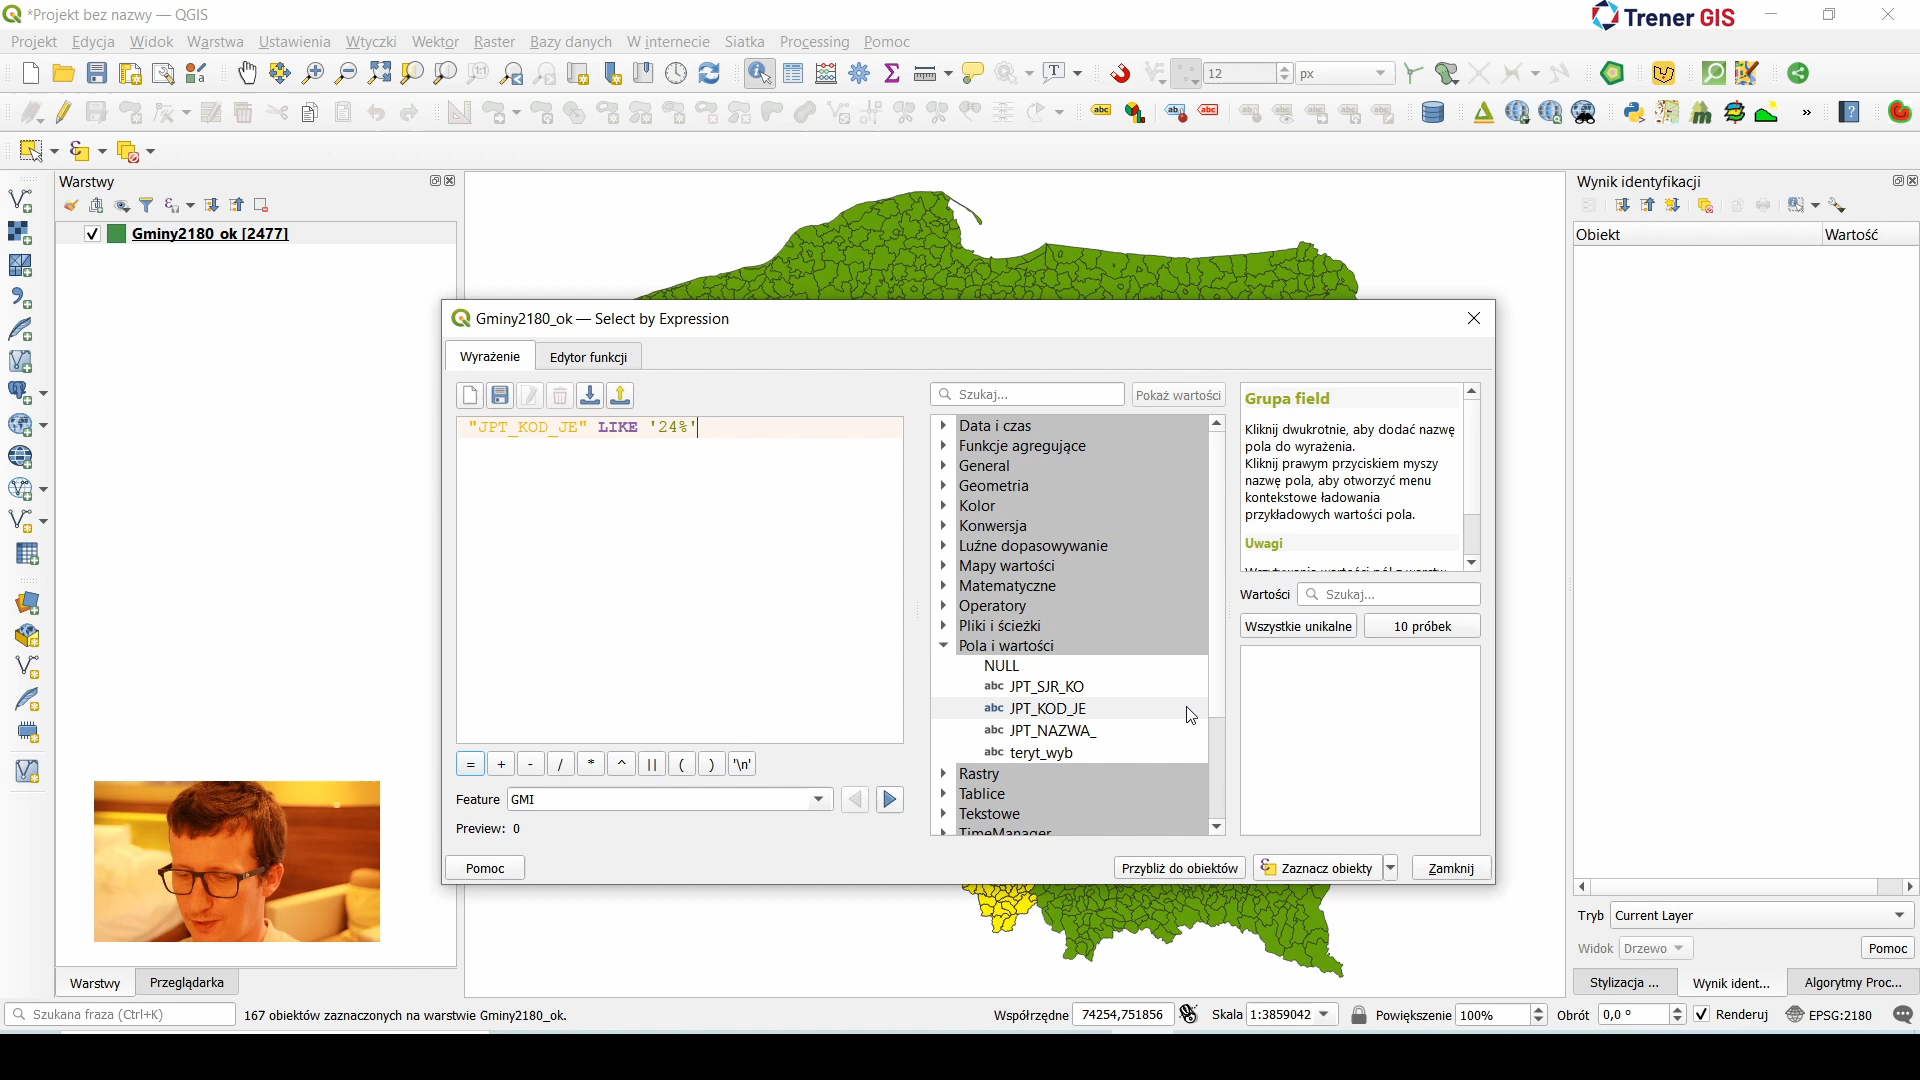 *Projekt bez nazwy — QGIS
Trener GIS
Projekt Edycja Widok Warstwa Ustawienia Wtyczki Wektor Raster Bazy danych W internecie Siatka Processing Pomoc
12 px
Warstwy
Gminy2180_ok [2477]
Wynik identyfikacji
Obiekt Wartość
Gminy2180_ok — Select by Expression
Wyrażenie Edytor funkcji
"JPT_KOD_JE" LIKE '24%'
= + - / * ^ || ( ) '\n'
Feature GMI
Preview: 0
Szukaj... Pokaż wartości
Data i czas
Funkcje agregujące
General
Geometria
Kolor
Konwersja
Luźne dopasowywanie
Mapy wartości
Matematyczne
Operatory
Pliki i ścieżki
Pola i wartości
NULL
abc JPT_SJR_KO
abc JPT_KOD_JE
abc JPT_NAZWA_
abc teryt_wyb
Rastry
Tablice
Tekstowe
TimeManager
Grupa field
Kliknij dwukrotnie, aby dodać nazwę
pola do wyrażenia.
Kliknij prawym przyciskiem myszy
nazwę pola, aby otworzyć menu
kontekstowe ładowania
przykładowych wartości pola.
Uwagi
Wartości Szukaj...
Wszystkie unikalne 10 próbek
Pomoc Przybliż do obiektów Zaznacz obiekty Zamknij
Tryb Current Layer
Widok Drzewo Pomoc
Warstwy Przeglądarka
Stylizacja ... Wynik ident... Algorytmy Proc...
Szukana fraza (Ctrl+K) 167 obiektów zaznaczonych na warstwie Gminy2180_ok. Współrzędne 74254,751856 Skala 1:3859042 Powiększenie 100% Obrót 0,0 ° Renderuj EPSG:2180